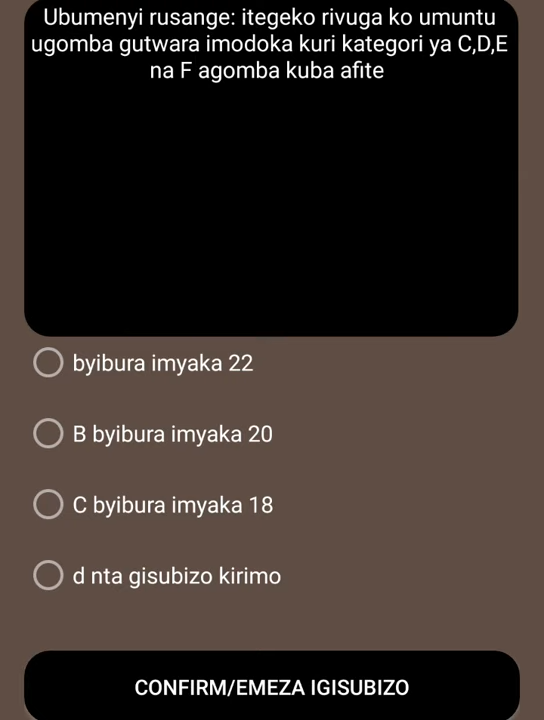 Ubumenyi rusange: itegeko rivuga ko umuntu
ugomba gutwara imodoka kuri kategori ya C,D,E
na F agomba kuba afite
byibura imyaka 22
B byibura imyaka 20
C byibura imyaka 18
d nta gisubizo kirimo
CONFIRM/EMEZA IGISUBIZO